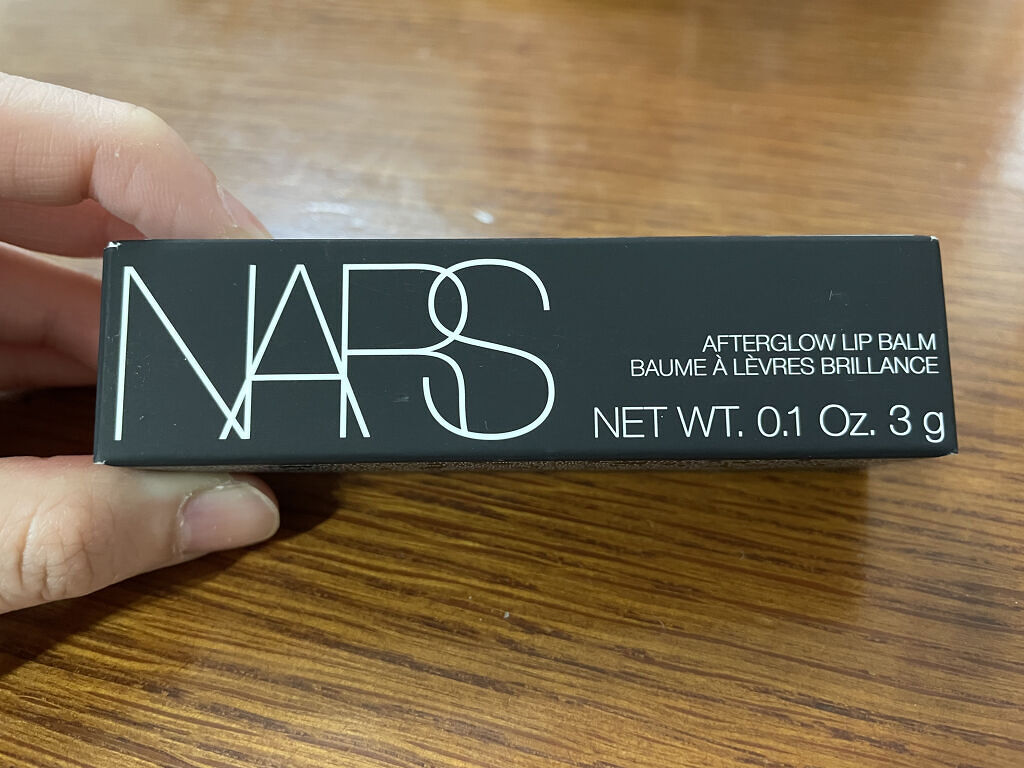 NARS
AFTERGLOW LIP BALM
BAUME À LÈVRES BRILLANCE
NET WT. 0.1 Oz. 3 g